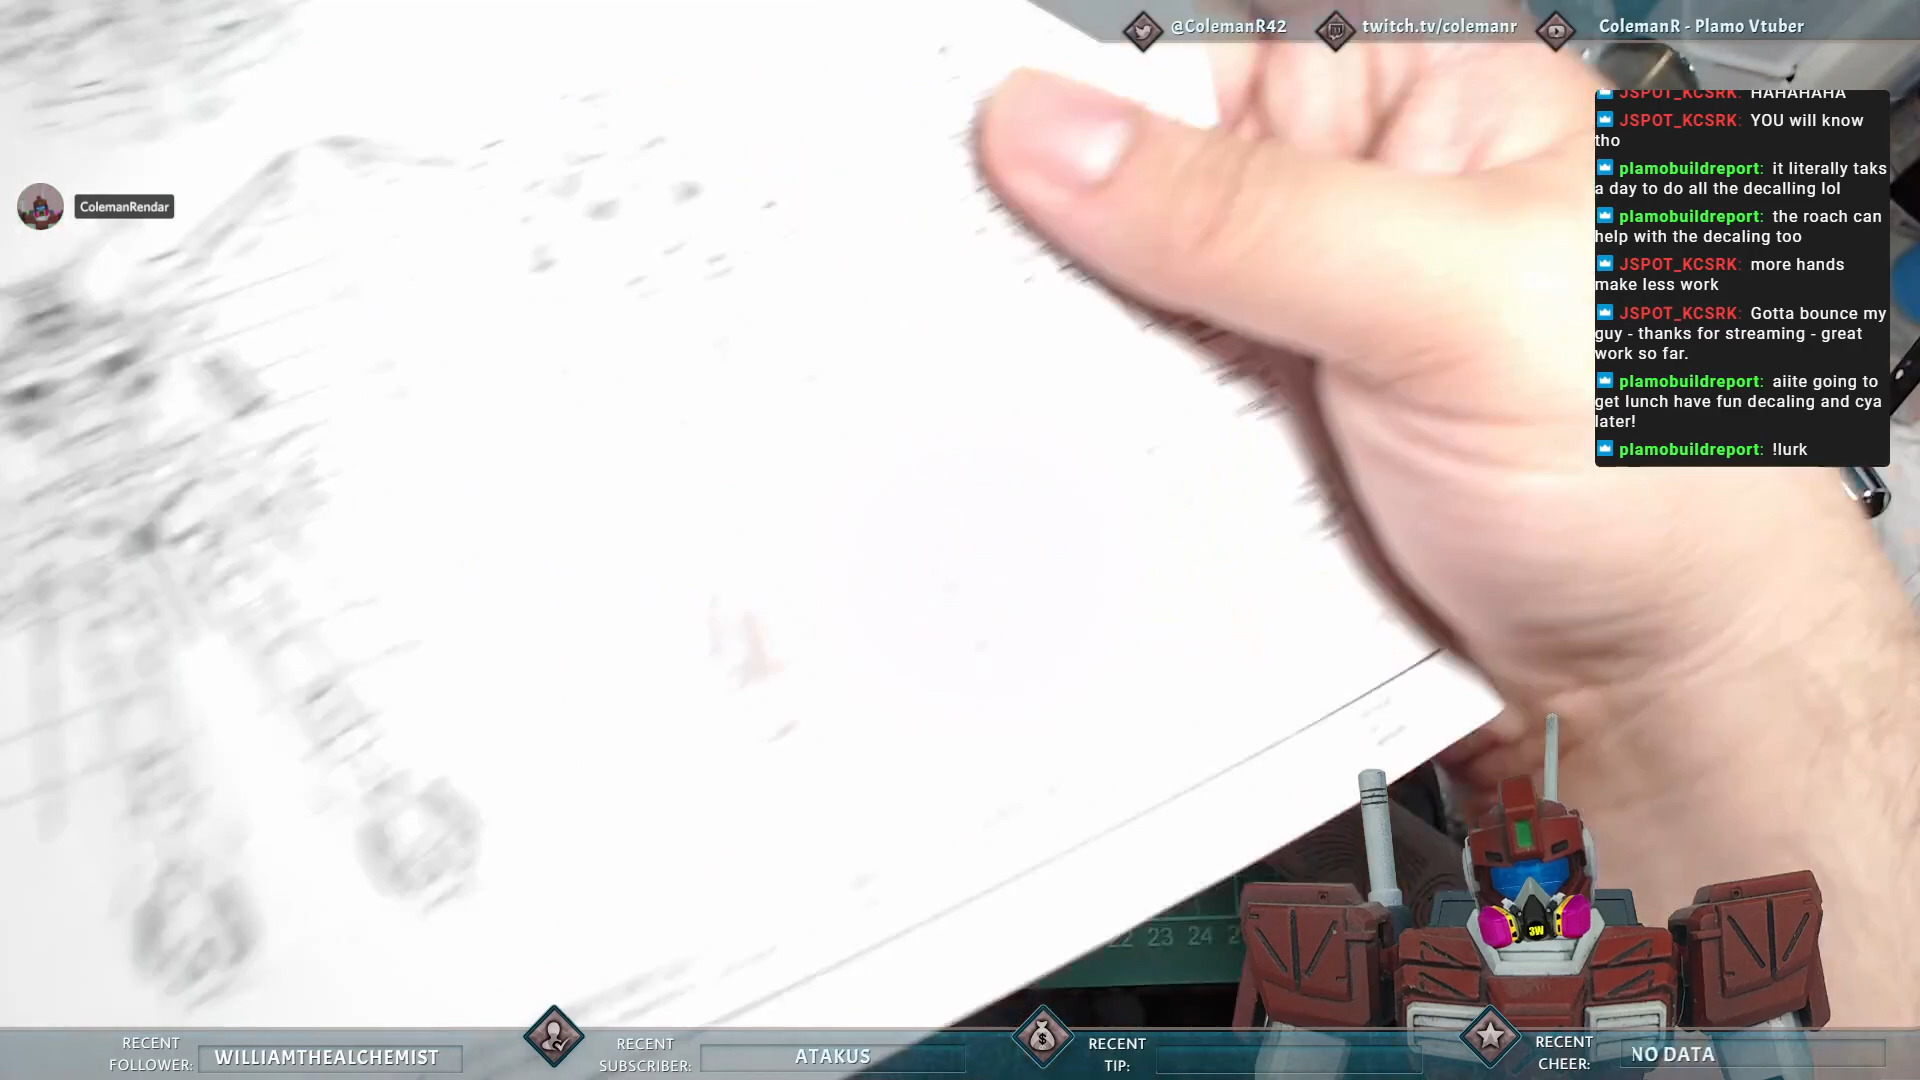 @ColemanR42
twitch.tv/colemanr
ColemanR - Plamo Vtuber
JSPOT_KCSRK: HAHAHAHA
JSPOT_KCSRK: YOU will know
tho
plamobuildreport: it literally taks
a day to do all the decalling lol
plamobuildreport: the roach can
help with the decaling too
JSPOT_KCSRK: more hands
make less work
JSPOT_KCSRK: Gotta bounce my
guy - thanks for streaming - great
work so far.
plamobuildreport: aiite going to
get lunch have fun decaling and cya
later!
plamobuildreport: !lurk
ColemanRendar
22 23 24
3W
RECENT
FOLLOWER:
WILLIAMTHEALCHEMIST
RECENT
SUBSCRIBER:
ATAKUS
RECENT
TIP:
RECENT
CHEER:
NO DATA